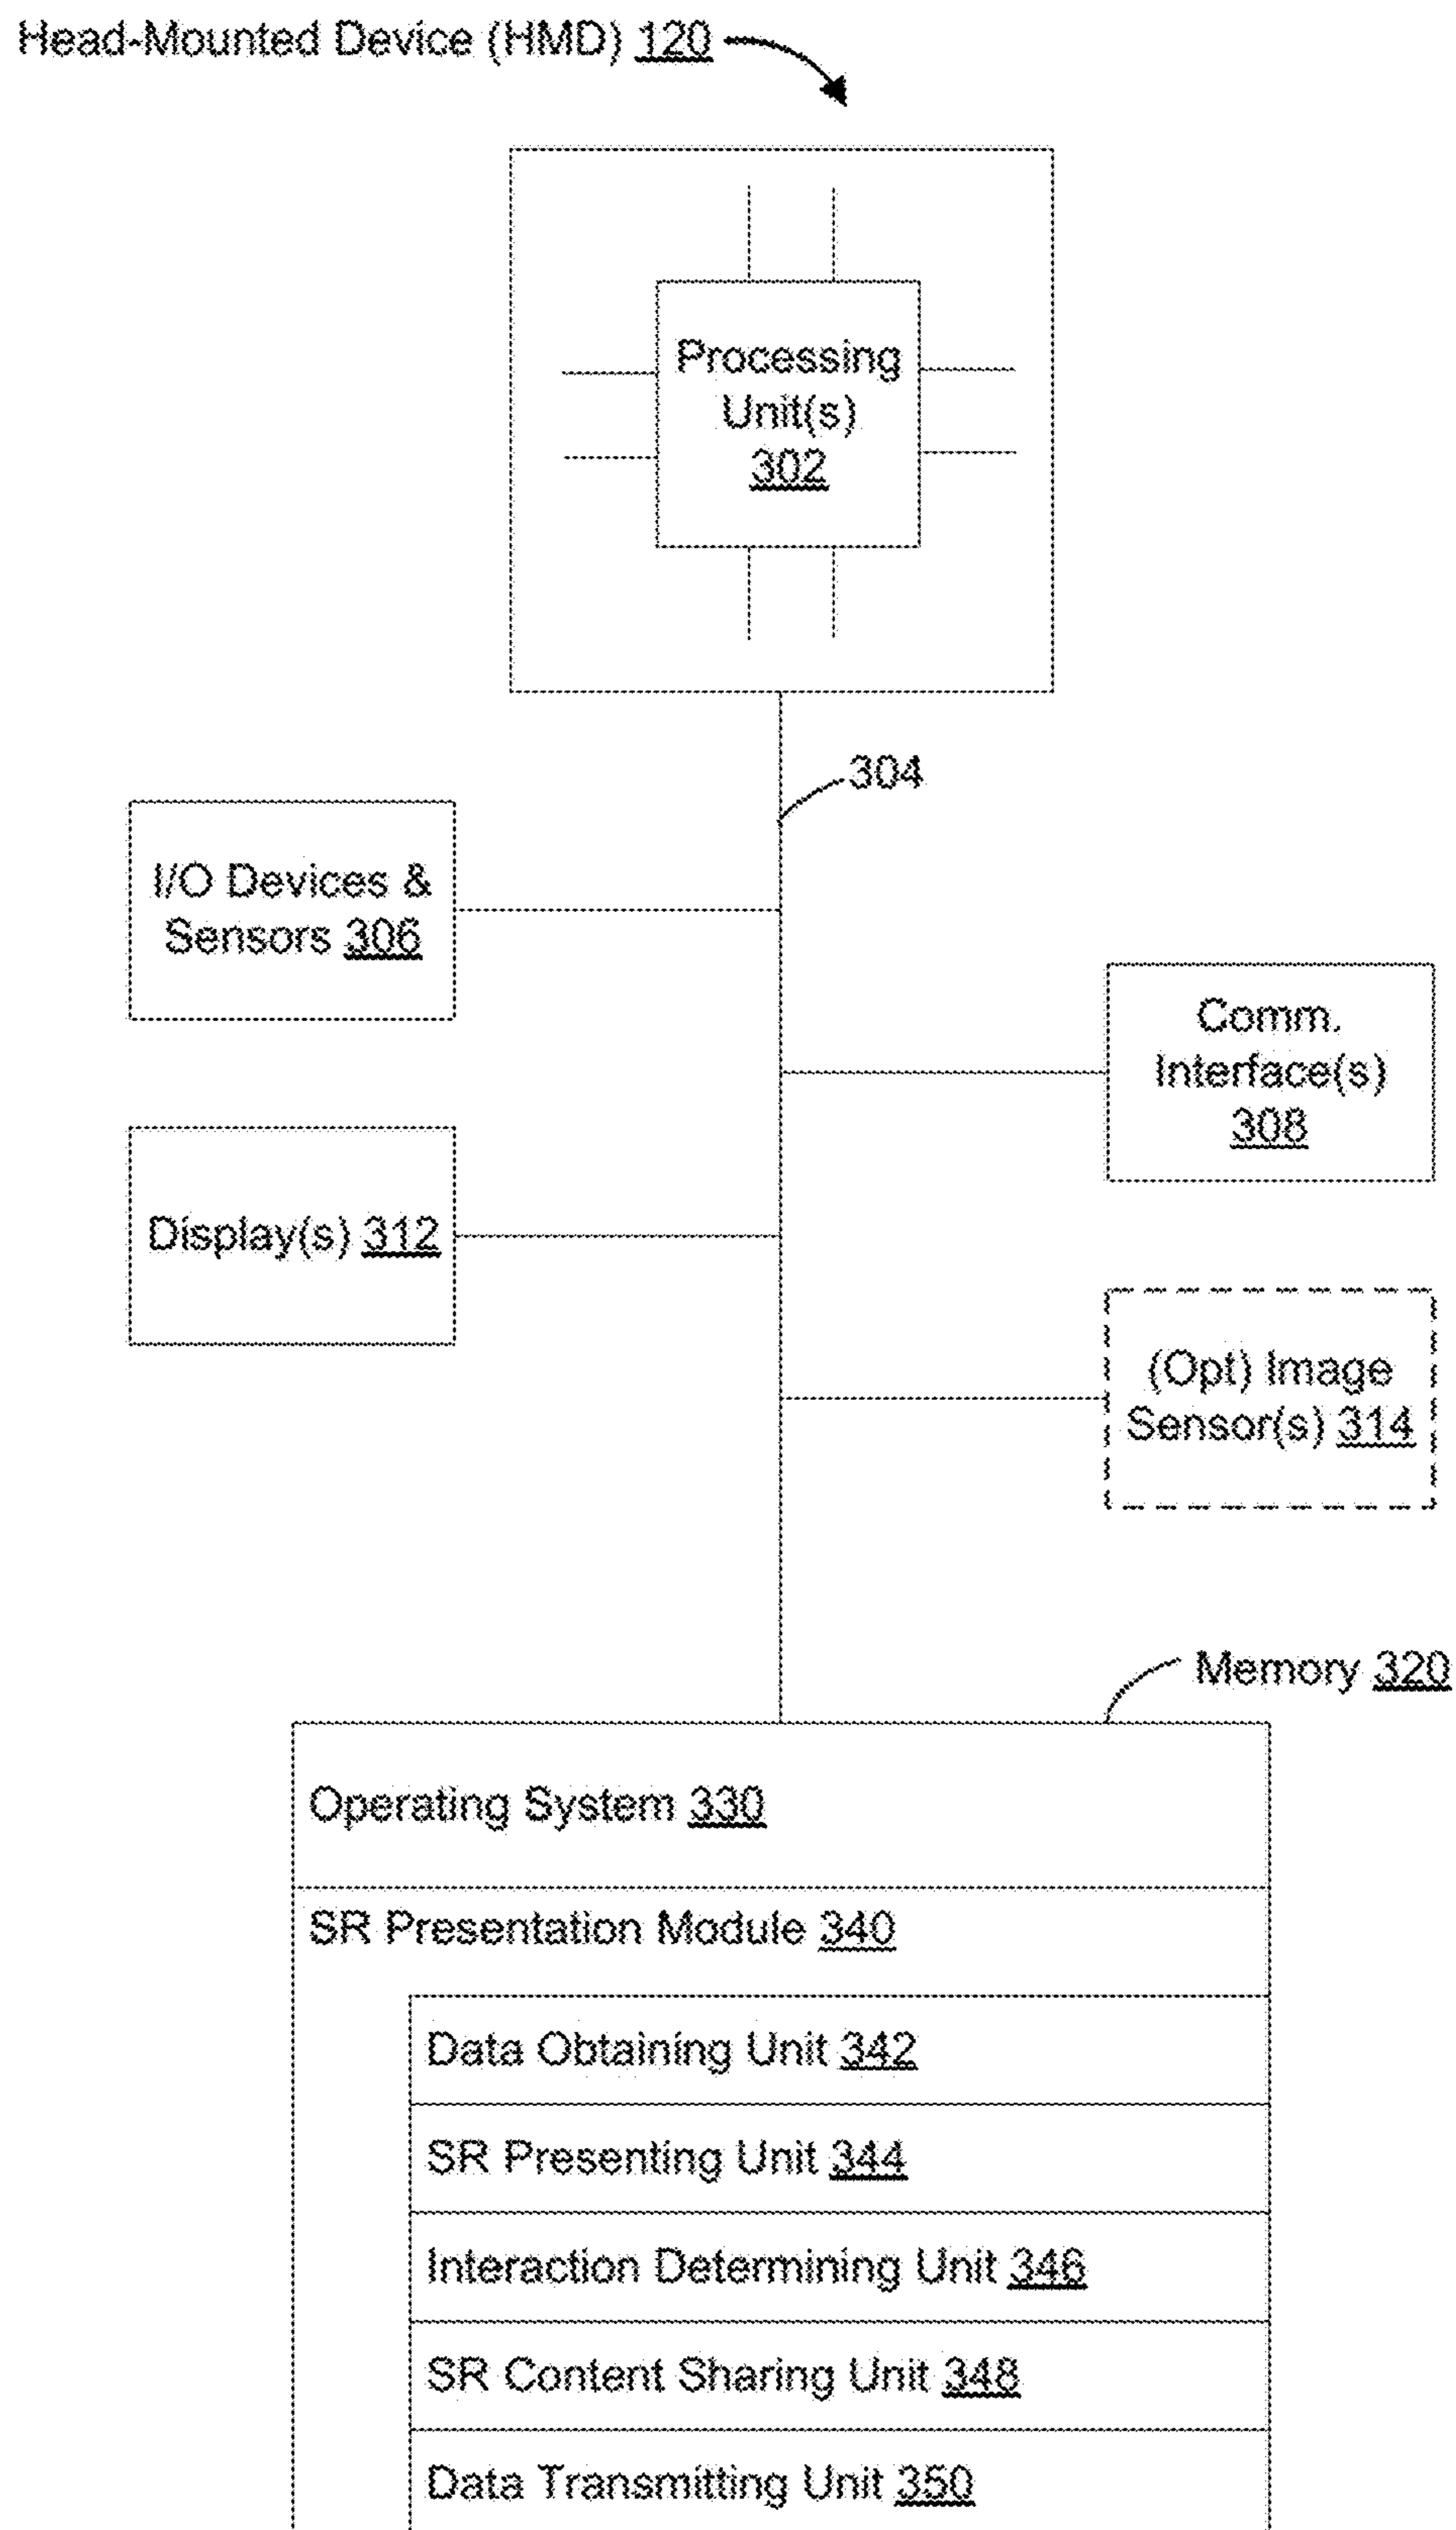 Head-Mounted Device (HMD) 120
Processing
Unit(s)
302
304
I/O Devices &
Sensors 306
Comm.
Interface(s)
308
Display(s) 312
(Opt) Image
Sensor(s) 314
Memory 320
Operating System 330
SR Presentation Module 340
Data Obtaining Unit 342
SR Presenting Unit 344
Interaction Determining Unit 346
SR Content Sharing Unit 348
Data Transmitting Unit 350